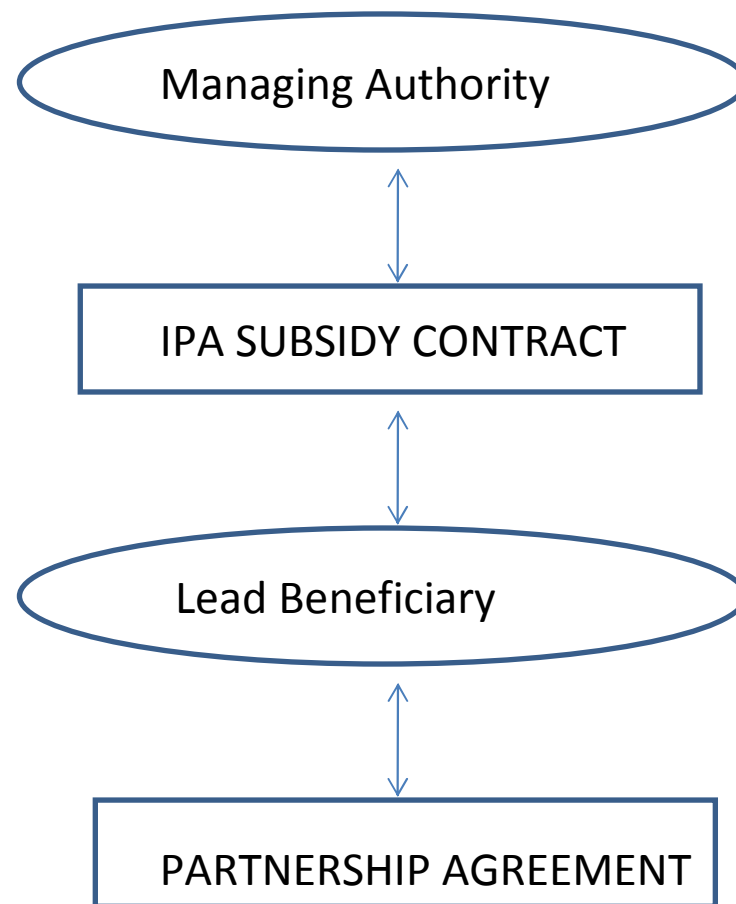 Managing Authority
IPA SUBSIDY CONTRACT
Lead Beneficiary
PARTNERSHIP AGREEMENT